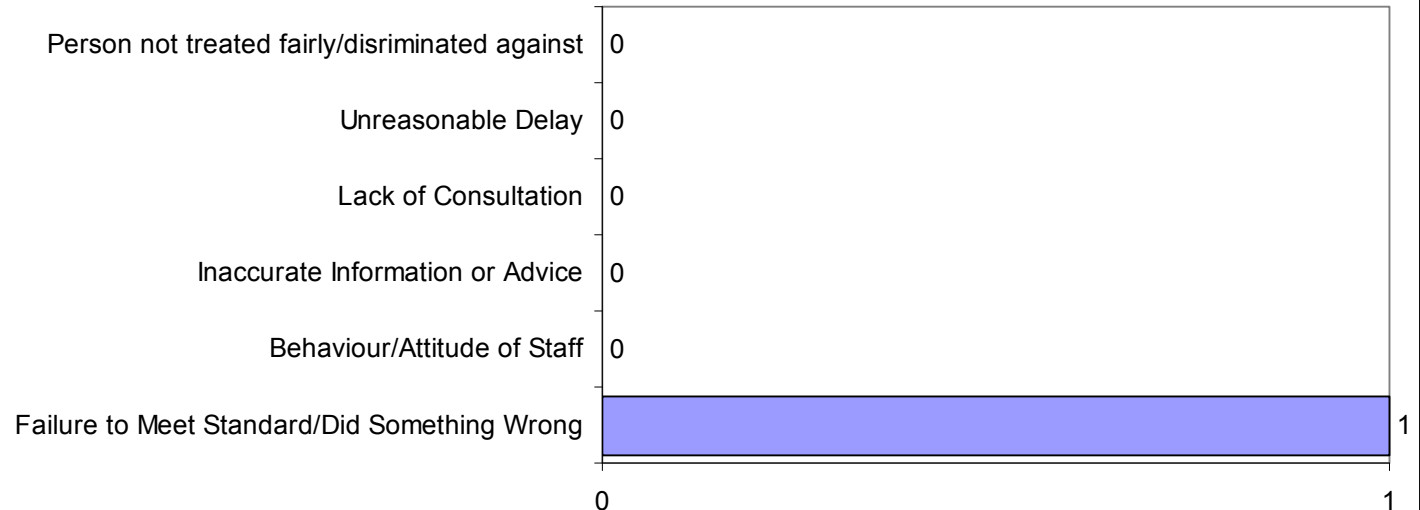 Person not treated fairly/disriminated against 0
Unreasonable Delay 0
Lack of Consultation 0
Inaccurate Information or Advice 0
Behaviour/Attitude of Staff 0
Failure to Meet Standard/Did Something Wrong 1
0 1